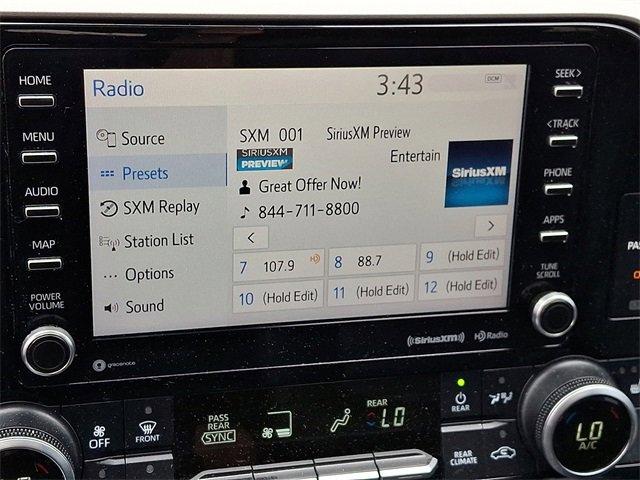 HOME
MENU
AUDIO
MAP
POWER
VOLUME
Radio
3:43
DCM
Source
Presets
SXM Replay
Station List
Options
Sound
SXM 001 SiriusXM Preview
SIRIUSXM
PREVIEW
Entertain
SiriusXM
Great Offer Now!
844-711-8800
<
>
7 107.9 HD
8 88.7
9 (Hold Edit)
10 (Hold Edit)
11 (Hold Edit)
12 (Hold Edit)
gracenote
((SiriusXM))
HD Radio
SEEK>
<TRACK
PHONE
APPS
TUNE
SCROLL
OFF
FRONT
PASS
REAR
SYNC
REAR
LO
REAR
REAR
CLIMATE
LO
A/C
PAS